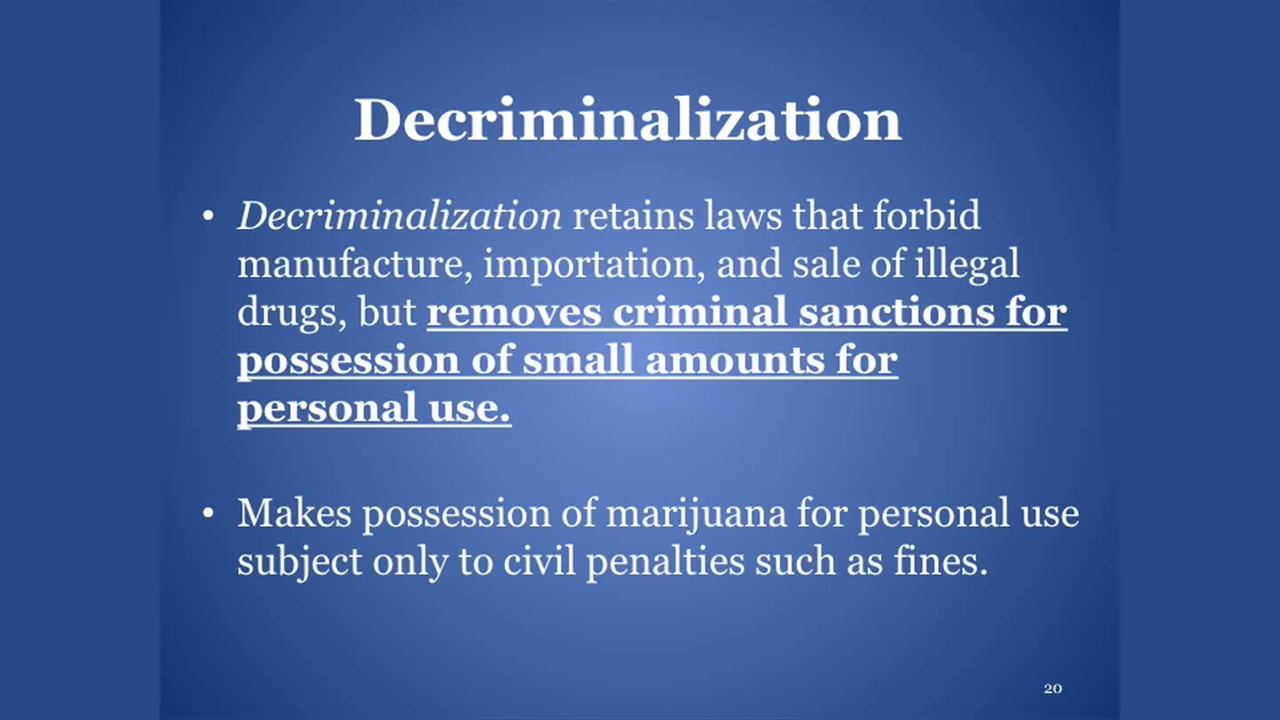 Decriminalization
• Decriminalization retains laws that forbid
manufacture, importation, and sale of illegal
drugs, but removes criminal sanctions for
possession of small amounts for
personal use.
• Makes possession of marijuana for personal use
subject only to civil penalties such as fines.
20